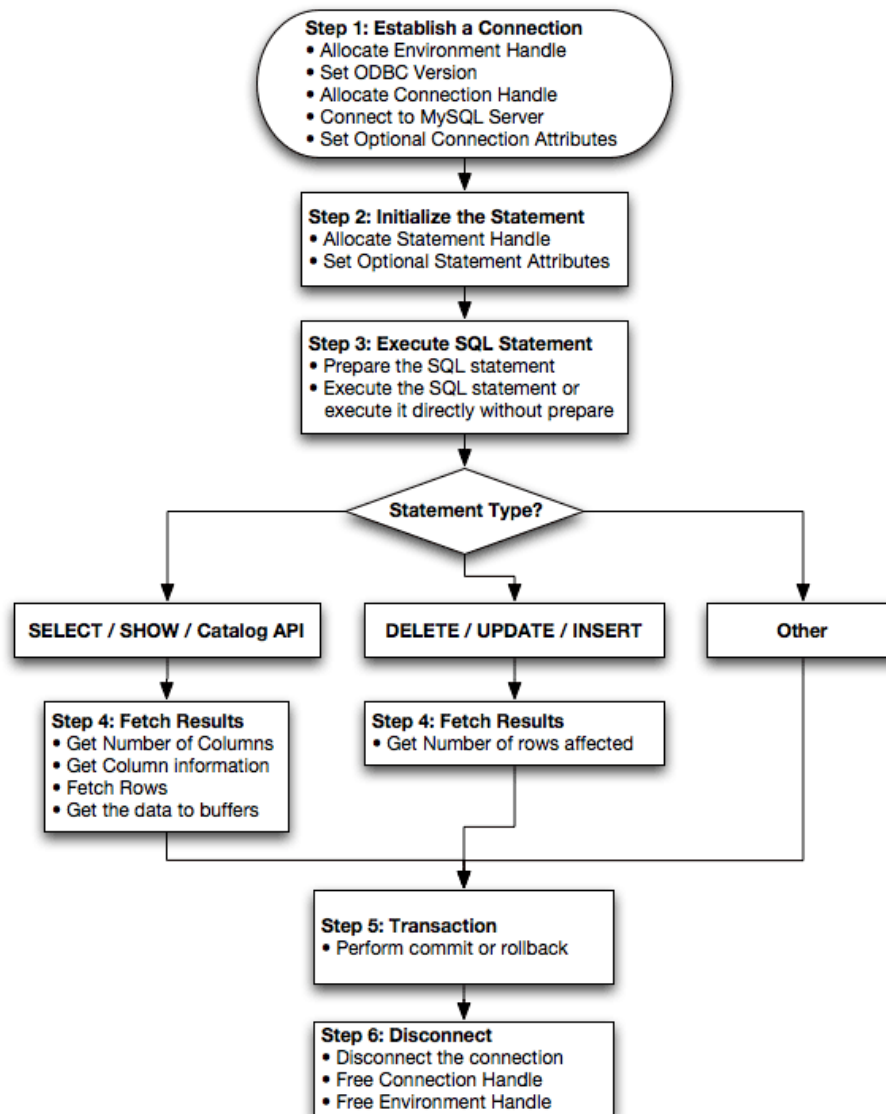 Step 1: Establish a Connection
• Allocate Environment Handle
• Set ODBC Version
• Allocate Connection Handle
• Connect to MySQL Server
• Set Optional Connection Attributes
Step 2: Initialize the Statement
• Allocate Statement Handle
• Set Optional Statement Attributes
Step 3: Execute SQL Statement
• Prepare the SQL statement
• Execute the SQL statement or
execute it directly without prepare
Statement Type?
SELECT / SHOW / Catalog API
DELETE / UPDATE / INSERT
Other
Step 4: Fetch Results
• Get Number of Columns
• Get Column information
• Fetch Rows
• Get the data to buffers
Step 4: Fetch Results
• Get Number of rows affected
Step 5: Transaction
• Perform commit or rollback
Step 6: Disconnect
• Disconnect the connection
• Free Connection Handle
• Free Environment Handle